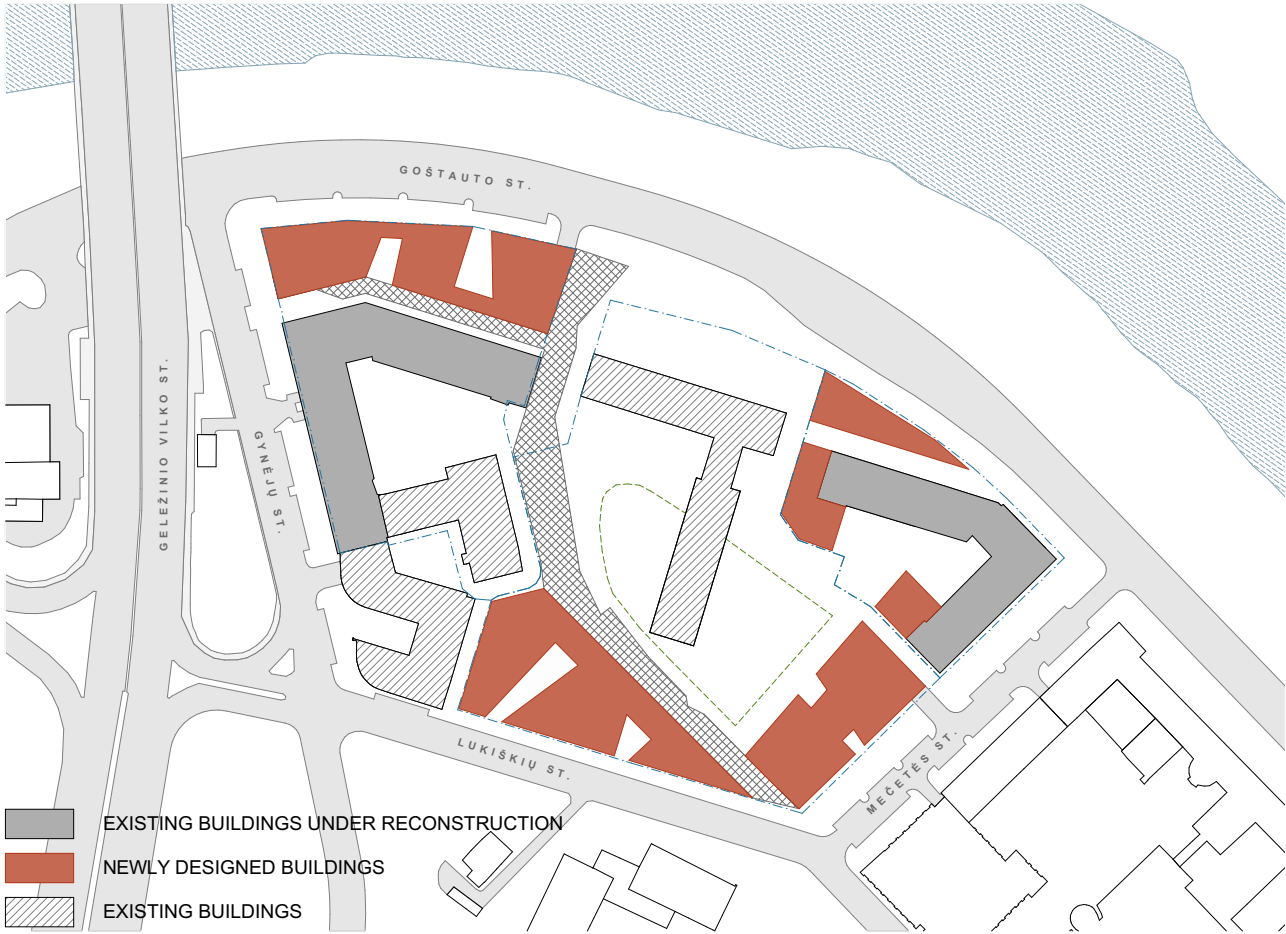 GOŠTAUTO ST.
GELEŽINIO VILKO ST.
GYNĖJŲ ST.
LUKIŠKIŲ ST.
MEČETĖS ST.
EXISTING BUILDINGS UNDER RECONSTRUCTION
NEWLY DESIGNED BUILDINGS
EXISTING BUILDINGS